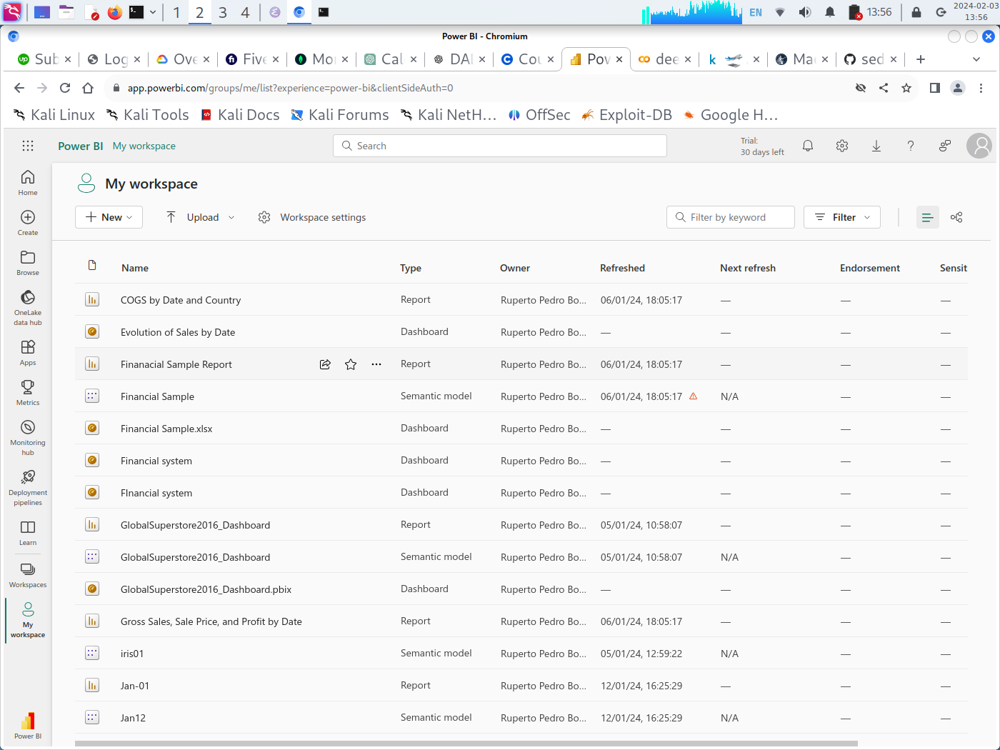 1 2 3 4
EN
13:56
2024-02-03
13:56
Power BI - Chromium
Sub
Log
Ove
Five
Mor
Cal
DAL
Cou
Pow
dee
k
Mac
sed
app.powerbi.com/groups/me/list?experience=power-bi&clientSideAuth=0
Kali Linux
Kali Tools
Kali Docs
Kali Forums
Kali NetH...
OffSec
Exploit-DB
Google H...
Power BI
My workspace
Search
Trial:
30 days left
Home
Create
Browse
OneLake
data hub
Apps
Metrics
Monitoring
hub
Deployment
pipelines
Learn
Workspaces
My
workspace
Power BI
My workspace
New
Upload
Workspace settings
Filter by keyword
Filter
Name Type Owner Refreshed Next refresh Endorsement Sensit
COGS by Date and Country Report Ruperto Pedro Bo... 06/01/24, 18:05:17 — — —
Evolution of Sales by Date Dashboard Ruperto Pedro Bo... — — — —
Finanacial Sample Report Report Ruperto Pedro Bo... 06/01/24, 18:05:17 — — —
Financial Sample Semantic model Ruperto Pedro Bo... 06/01/24, 18:05:17 N/A — —
Financial Sample.xlsx Dashboard Ruperto Pedro Bo... — — — —
Financial system Dashboard Ruperto Pedro Bo... — — — —
FInancial system Dashboard Ruperto Pedro Bo... — — — —
GlobalSuperstore2016_Dashboard Report Ruperto Pedro Bo... 05/01/24, 10:58:07 — — —
GlobalSuperstore2016_Dashboard Semantic model Ruperto Pedro Bo... 05/01/24, 10:58:07 N/A — —
GlobalSuperstore2016_Dashboard.pbix Dashboard Ruperto Pedro Bo... — — — —
Gross Sales, Sale Price, and Profit by Date Report Ruperto Pedro Bo... 06/01/24, 18:05:17 — — —
iris01 Semantic model Ruperto Pedro Bo... 05/01/24, 12:59:22 N/A — —
Jan-01 Report Ruperto Pedro Bo... 12/01/24, 16:25:29 — — —
Jan12 Semantic model Ruperto Pedro Bo... 12/01/24, 16:25:29 N/A — —